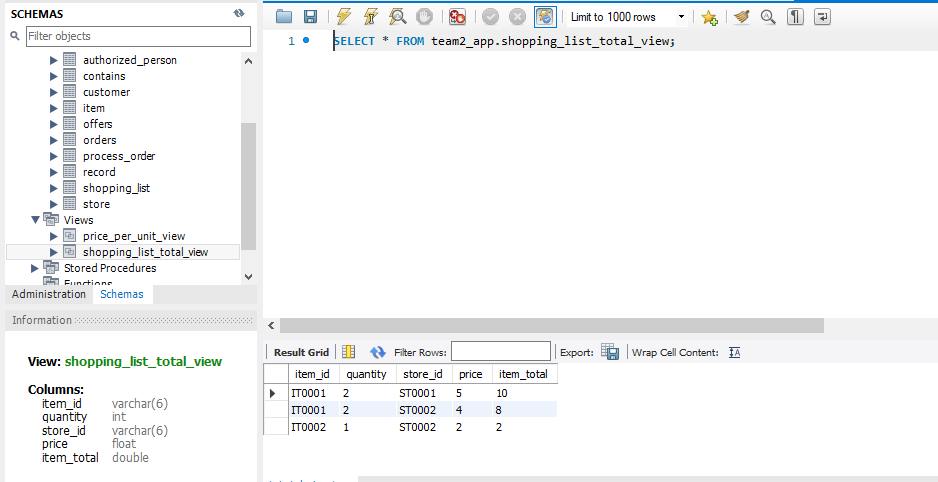 SCHEMAS
Filter objects
authorized_person
contains
customer
item
offers
orders
process_order
record
shopping_list
store
Views
price_per_unit_view
shopping_list_total_view
Stored Procedures
Functions
Administration Schemas
Information
View: shopping_list_total_view
Columns:
item_id varchar(6)
quantity int
store_id varchar(6)
price float
item_total double
Limit to 1000 rows
1 SELECT * FROM team2_app.shopping_list_total_view;
Result Grid Filter Rows: Export: Wrap Cell Content:
item_id quantity store_id price item_total
IT0001 2 ST0001 5 10
IT0001 2 ST0002 4 8
IT0002 1 ST0002 2 2